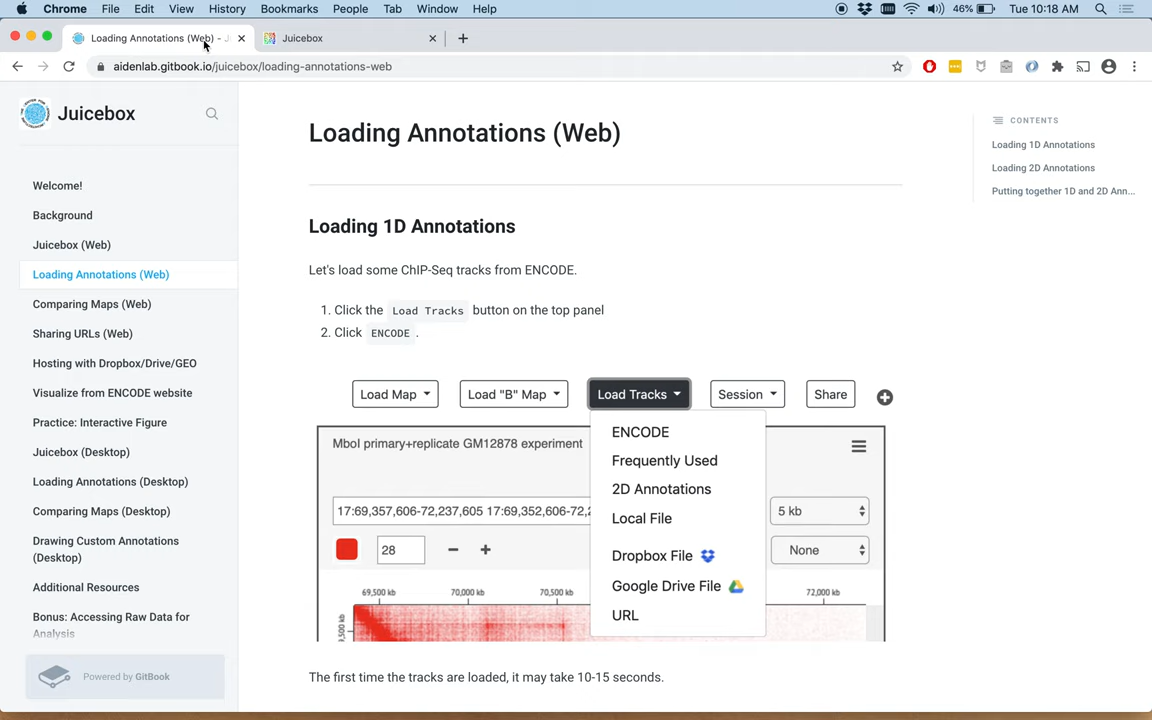 Chrome File Edit View History Bookmarks People Tab Window Help 46% Tue 10:18 AM
Loading Annotations (Web) - J
Juicebox
aidenlab.gitbook.io/juicebox/loading-annotations-web
Juicebox
Welcome!
Background
Juicebox (Web)
Loading Annotations (Web)
Comparing Maps (Web)
Sharing URLs (Web)
Hosting with Dropbox/Drive/GEO
Visualize from ENCODE website
Practice: Interactive Figure
Juicebox (Desktop)
Loading Annotations (Desktop)
Comparing Maps (Desktop)
Drawing Custom Annotations
(Desktop)
Additional Resources
Bonus: Accessing Raw Data for
Analysis
Powered by GitBook
Loading Annotations (Web)
Loading 1D Annotations
Let's load some ChIP-Seq tracks from ENCODE.
1. Click the Load Tracks button on the top panel
2. Click ENCODE .
Load Map Load "B" Map Load Tracks Session Share
ENCODE
Frequently Used
2D Annotations
Local File
Dropbox File
Google Drive File
URL
MboI primary+replicate GM12878 experiment
17:69,357,606-72,237,605 17:69,352,606-72,2 5 kb
28 None
69,500 kb 70,000 kb 70,500 kb 72,000 kb
The first time the tracks are loaded, it may take 10-15 seconds.
CONTENTS
Loading 1D Annotations
Loading 2D Annotations
Putting together 1D and 2D Ann...